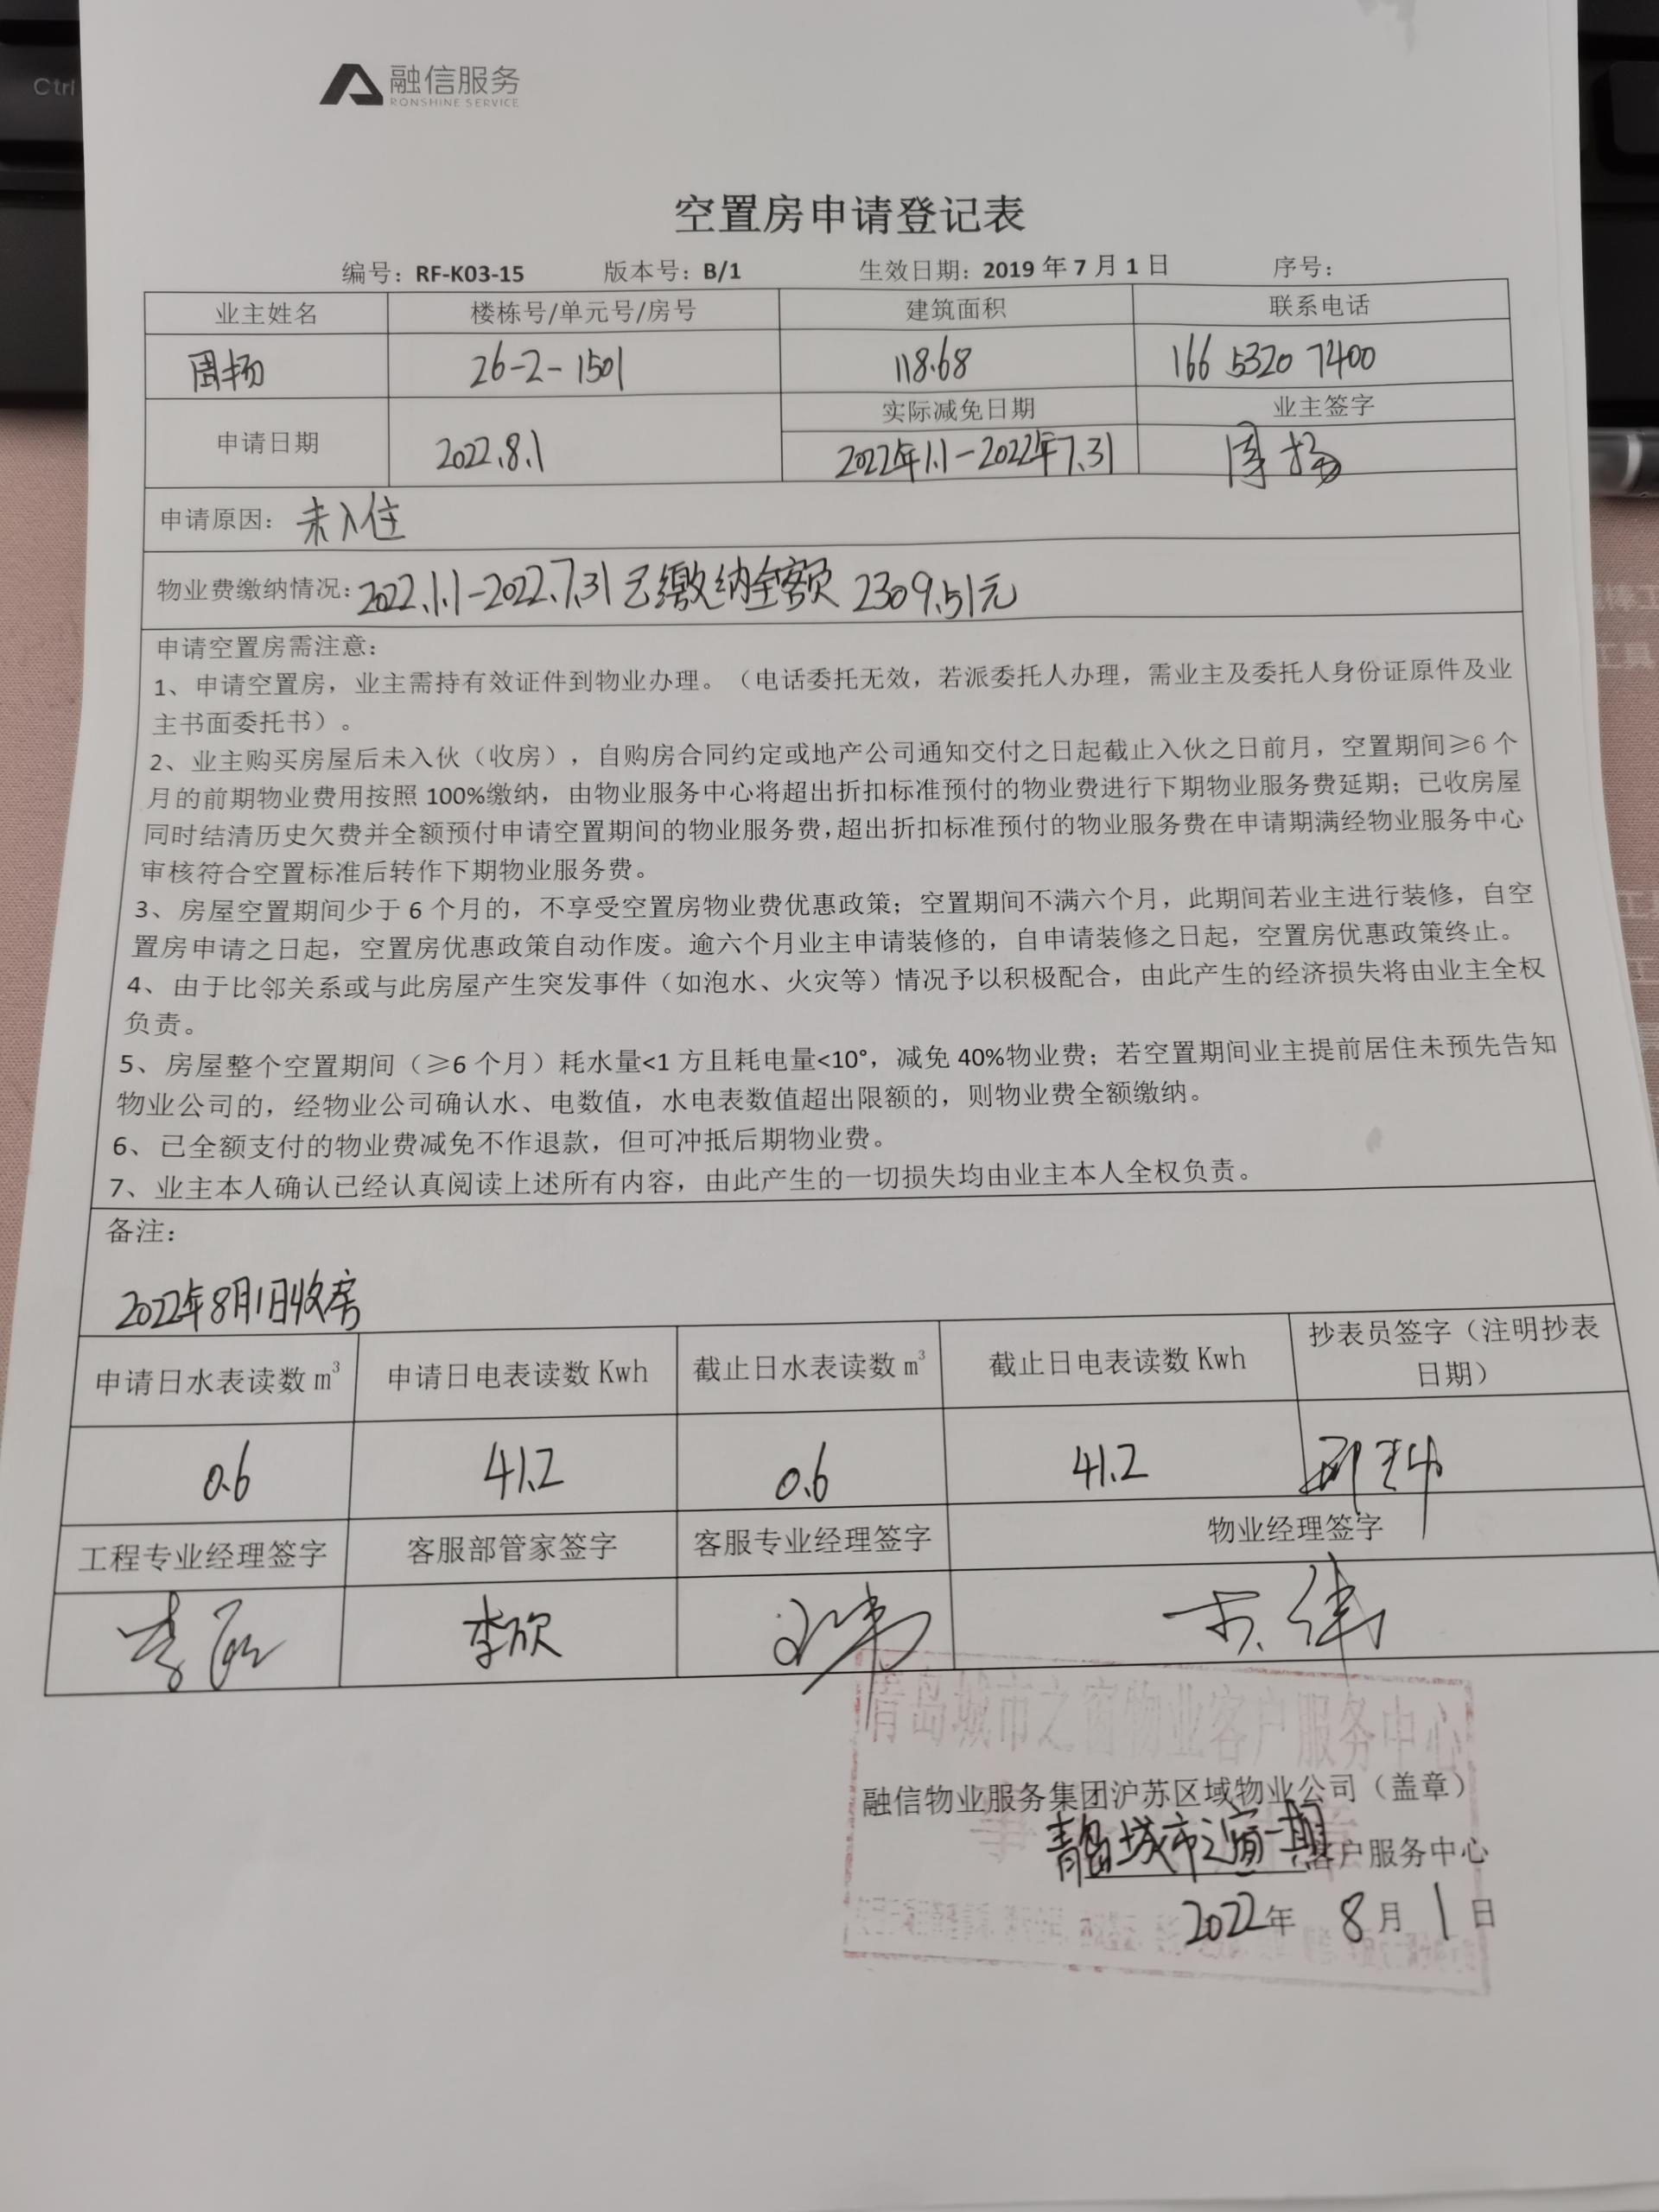 Ctrl
融信服务
RONSHINE SERVICE
空置房申请登记表
编号：RF-K03-15 版本号：B/1 生效日期：2019年7月1日 序号：
业主姓名 楼栋号/单元号/房号 建筑面积 联系电话
周扬 26-2-1501 118.68 166 5320 7400
申请日期 2022.8.1 实际减免日期 业主签字
2022年1.1-2022年7.31 周扬
申请原因：未入住
物业费缴纳情况：2022.1.1-2022.7.31已缴纳全额 2309.51元
申请空置房需注意：
1、申请空置房，业主需持有效证件到物业办理。（电话委托无效，若派委托人办理，需业主及委托人身份证原件及业
主书面委托书）。
2、业主购买房屋后未入伙（收房），自购房合同约定或地产公司通知交付之日起截止入伙之日前月，空置期间≥6个
月的前期物业费用按照100%缴纳，由物业服务中心将超出折扣标准预付的物业费进行下期物业服务费延期；已收房屋
同时结清历史欠费并全额预付申请空置期间的物业服务费,超出折扣标准预付的物业服务费在申请期满经物业服务中心
审核符合空置标准后转作下期物业服务费。
3、房屋空置期间少于6个月的，不享受空置房物业费优惠政策；空置期间不满六个月，此期间若业主进行装修，自空
置房申请之日起，空置房优惠政策自动作废。逾六个月业主申请装修的，自申请装修之日起，空置房优惠政策终止。
4、由于比邻关系或与此房屋产生突发事件（如泡水、火灾等）情况予以积极配合，由此产生的经济损失将由业主全权
负责。
5、房屋整个空置期间（≥6个月）耗水量<1方且耗电量<10°，减免40%物业费；若空置期间业主提前居住未预先告知
物业公司的，经物业公司确认水、电数值，水电表数值超出限额的，则物业费全额缴纳。
6、已全额支付的物业费减免不作退款，但可冲抵后期物业费。
7、业主本人确认已经认真阅读上述所有内容，由此产生的一切损失均由业主本人全权负责。
备注：
2022年8月1日收房
申请日水表读数m³ 申请日电表读数Kwh 截止日水表读数m³ 截止日电表读数Kwh 抄表员签字（注明抄表
日期）
0.6 41.2 0.6 41.2
工程专业经理签字 客服部管家签字 客服专业经理签字 物业经理签字
李欣
青岛城市之窗物业客户服务中心
融信物业服务集团沪苏区域物业公司（盖章）
青岛城市之窗一期客户服务中心
2022年 8月 1日